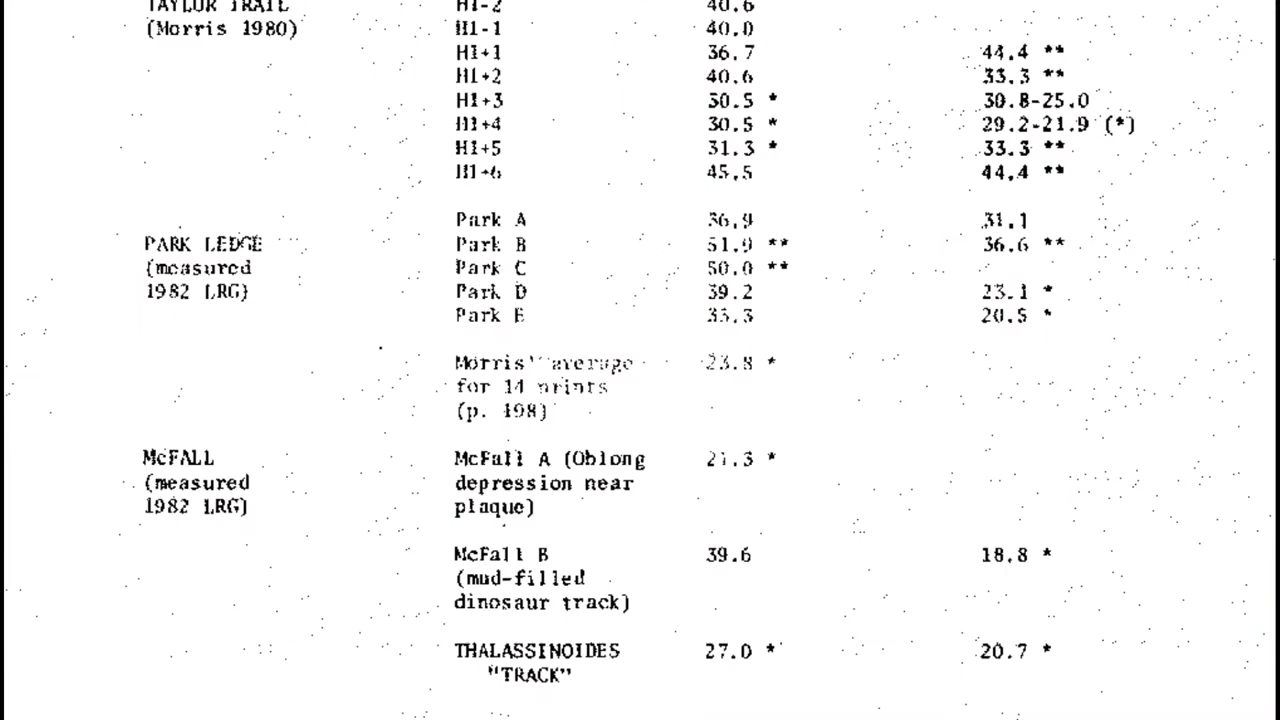 TAYLOR TRAIL H1-2 40.6
(Morris 1980) H1-1 40.0
H1+1 36.7 44.4 **
H1+2 40.6 33.3 **
H1+3 30.5 * 30.8-25.0
H1+4 30.5 * 29.2-21.9 (*)
H1+5 31.3 * 33.3 **
H1+6 45.5 44.4 **
Park A 36.9 31.1
PARK LEDGE Park B 51.9 ** 36.6 **
(measured Park C 50.0 **
1982 LRG) Park D 39.2 23.1 *
Park E 33.3 20.5 *
Morris' average 23.8 *
for 14 prints
(p. 198)
McFALL McFall A (Oblong 21.3 *
(measured depression near
1982 LRG) plaque)
McFall B 39.6 18.8 *
(mud-filled
dinosaur track)
THALASSINOIDES 27.0 * 20.7 *
"TRACK"